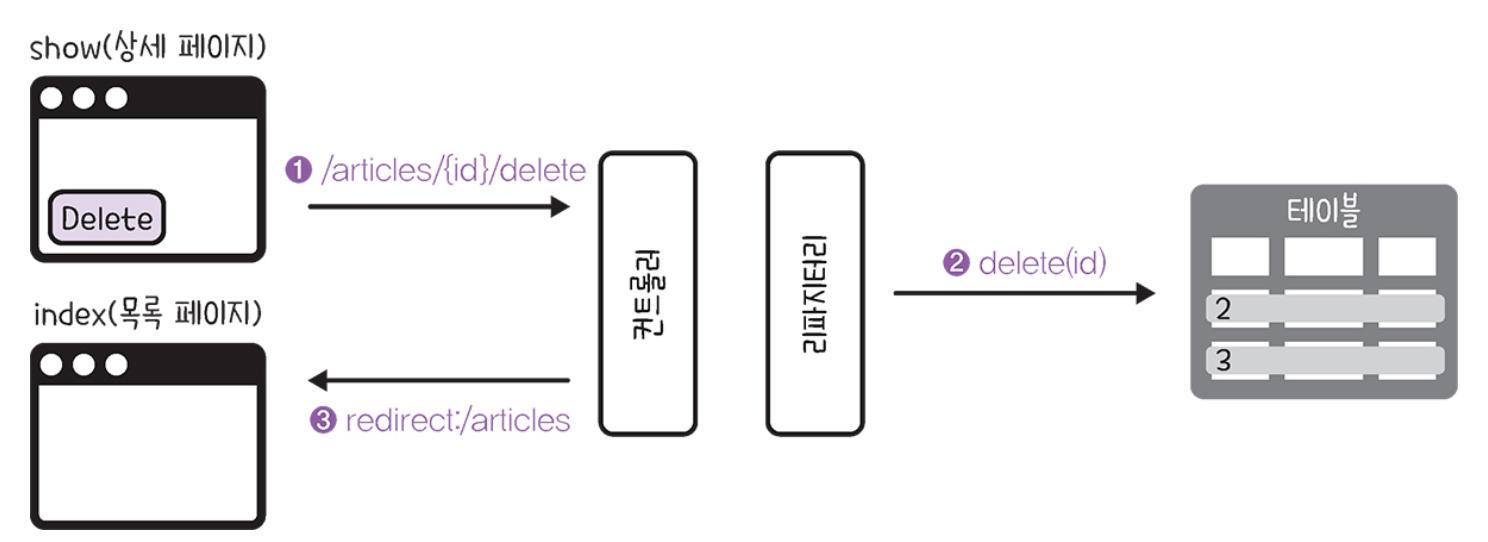 show(상세 페이지)
Delete
❶ /articles/{id}/delete
컨트롤러
리파지터리
❷ delete(id)
테이블
2
3
index(목록 페이지)
❸ redirect:/articles